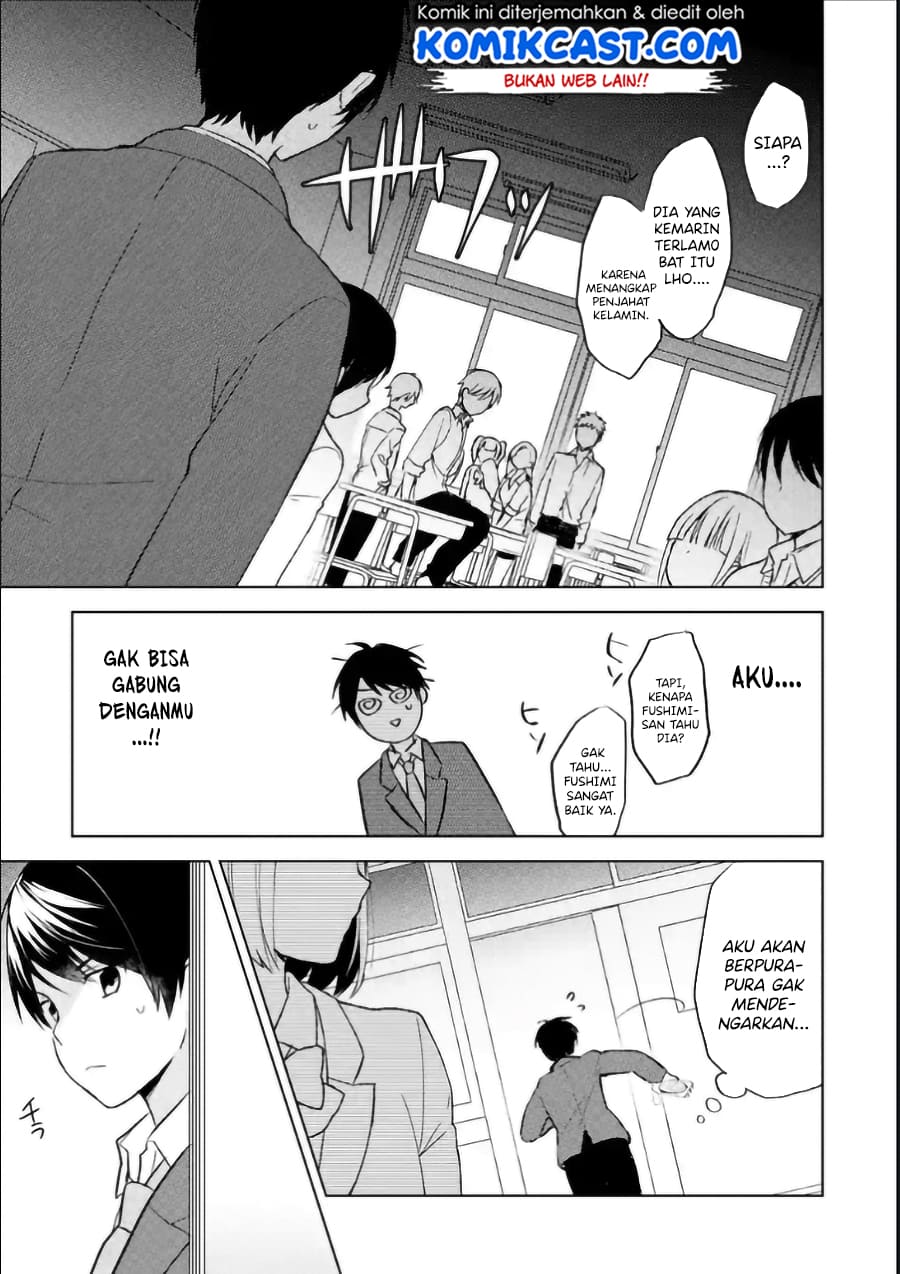 Komik ini diterjemahkan & diedit oleh
KOMIKCAST.COM
BUKAN WEB LAIN!!
SIAPA
...?
DIA YANG
KEMARIN
TERLAMO
BAT ITU
LHO....
KARENA
MENANGKAP
PENJAHAT
KELAMIN.
AKU....
TAPI,
KENAPA
FUSHIMI-
SAN TAHU
DIA?
GAK
TAHU...
FUSHIMI
SANGAT
BAIK YA.
GAK BISA
GABUNG
DENGANMU
...!!
AKU AKAN
BERPURA-
PURA GAK
MENDE-
NGARKAN...
チラ